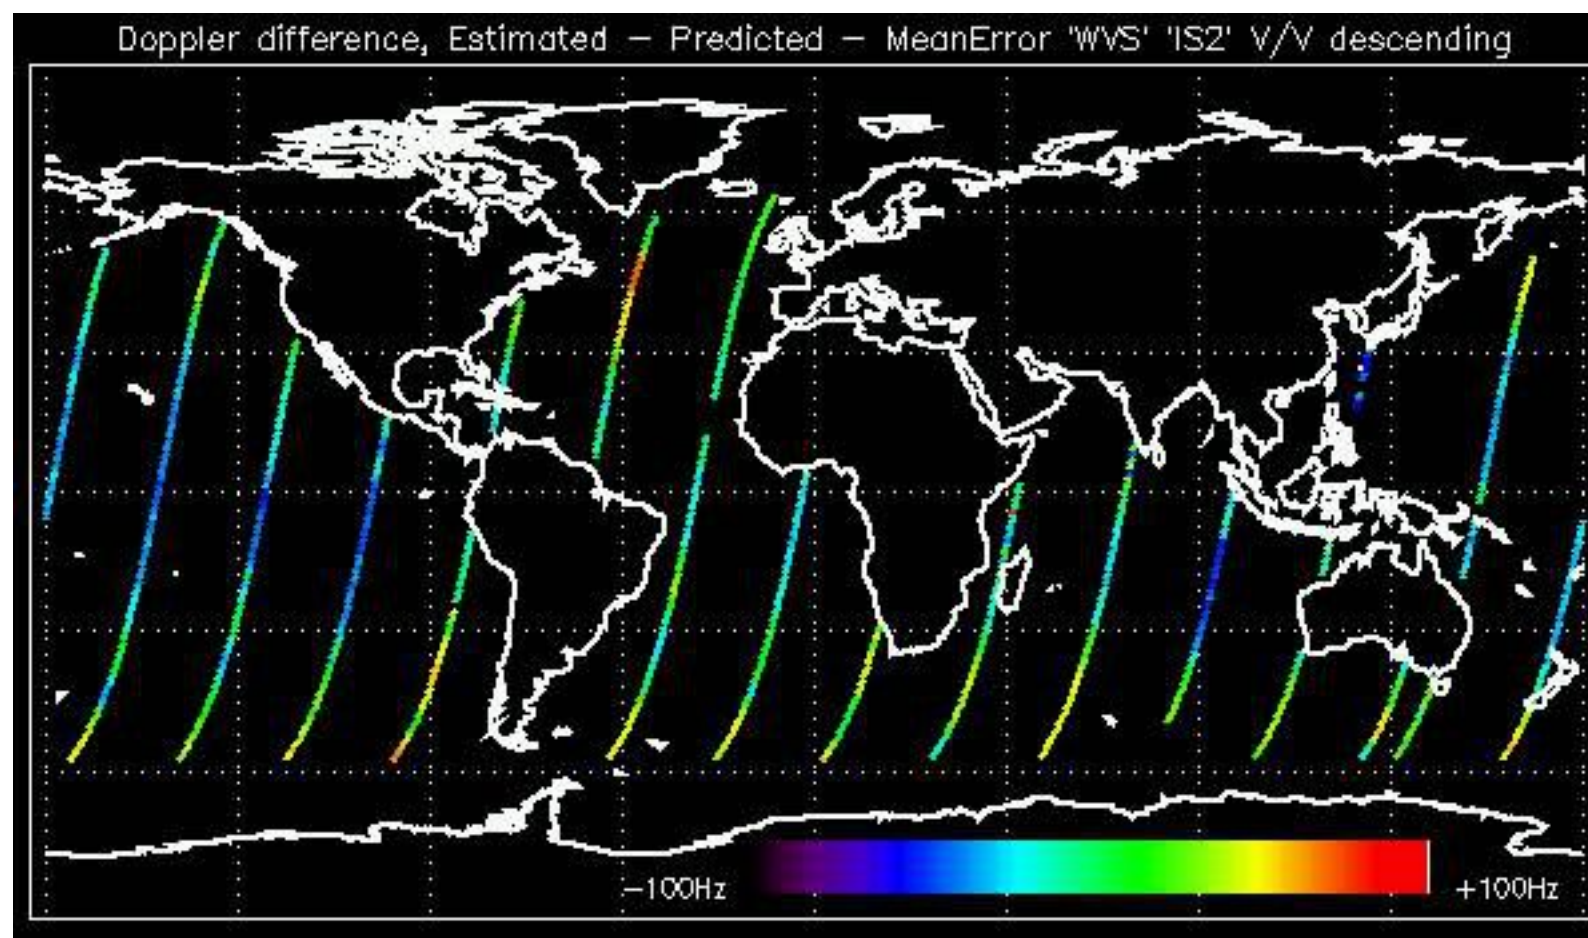 Doppler difference, Estimated – Predicted – MeanError 'WVS' 'IS2' V/V descending
−100Hz +100Hz